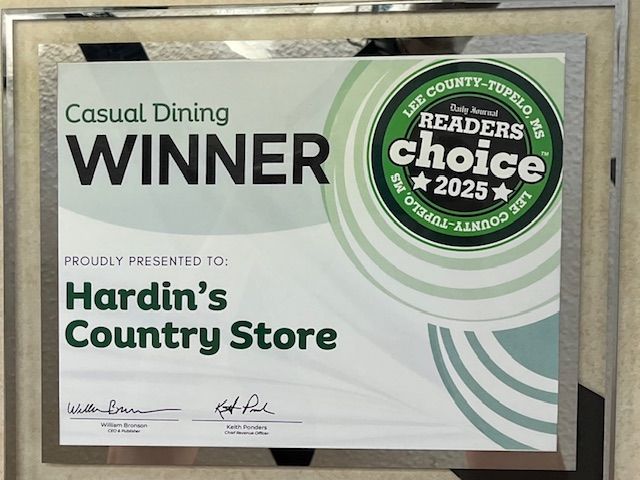 Casual Dining
WINNER
LEE COUNTY-TUPELO, MS
Daily Journal
READERS
choice™
2025
LEE COUNTY-TUPELO, MS
PROUDLY PRESENTED TO:
Hardin's
Country Store
William Bronson
CEO & Publisher
Keith Ponders
Chief Revenue Officer